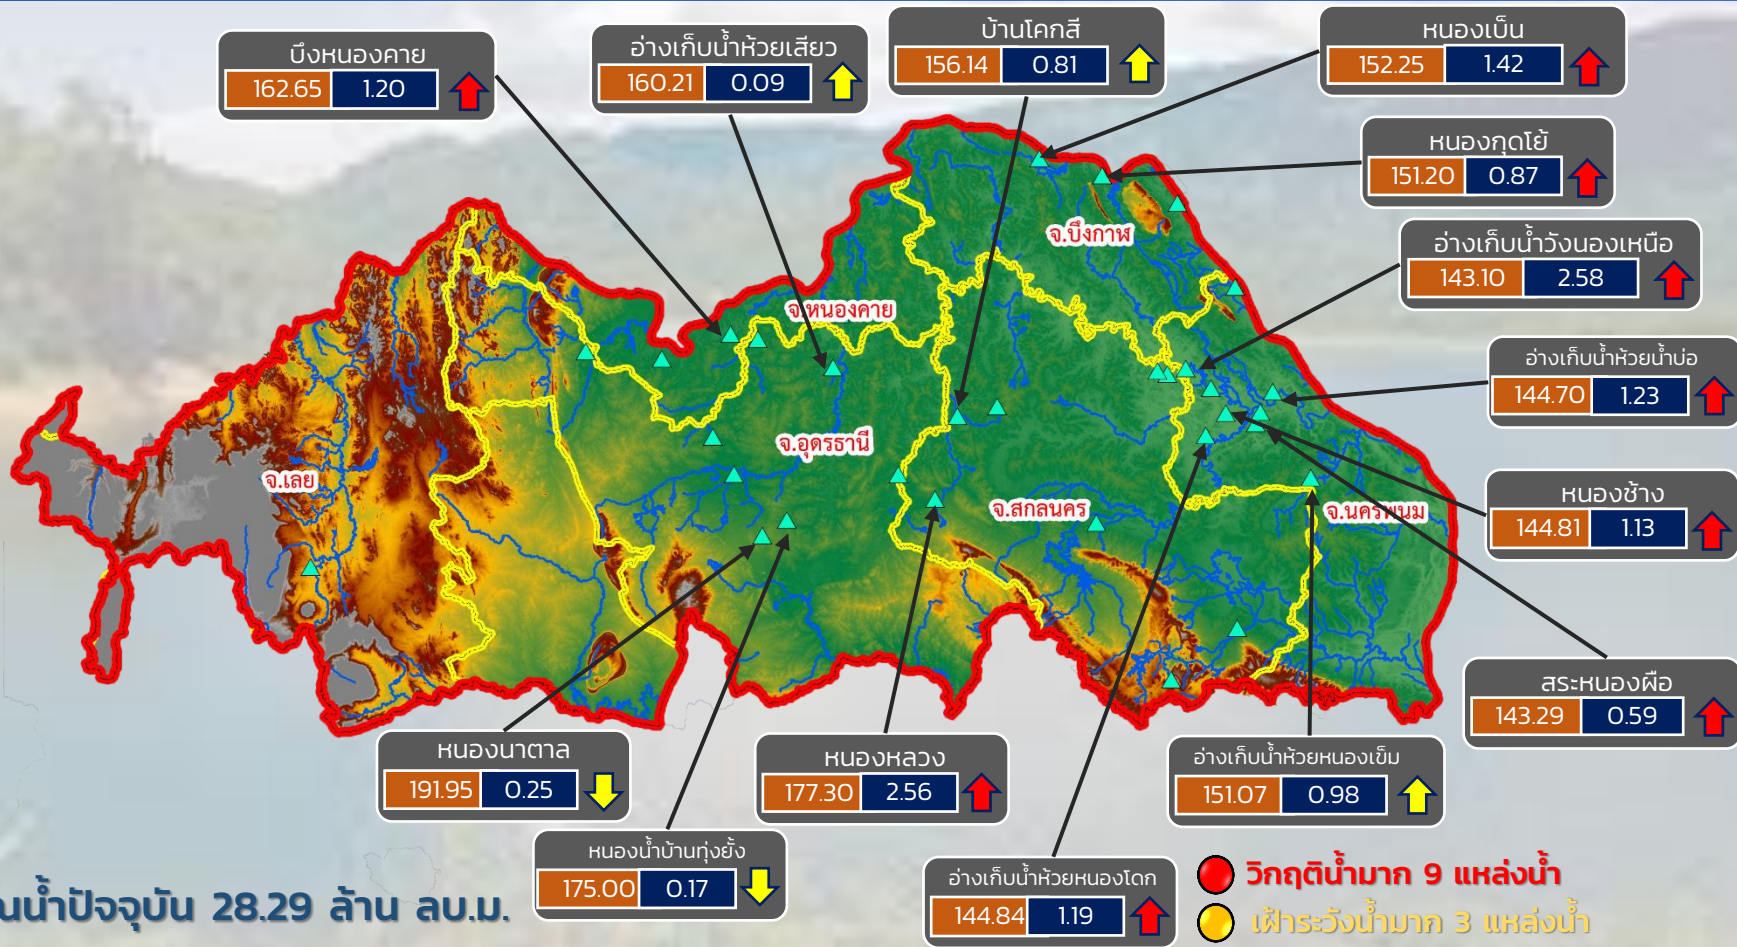 บึงหนองคาย
162.65 1.20
อ่างเก็บน้ำห้วยเสียว
160.21 0.09
บ้านโคกสี
156.14 0.81
หนองเบ็น
152.25 1.42
หนองกุดโย้
151.20 0.87
อ่างเก็บน้ำวังนองเหนือ
143.10 2.58
อ่างเก็บน้ำห้วยน้ำบ่อ
144.70 1.23
หนองช้าง
144.81 1.13
สระหนองผือ
143.29 0.59
จ.บึงกาฬ
จ.หนองคาย
จ.อุดรธานี
จ.เลย
จ.สกลนคร
จ.นครพนม
หนองนาตาล
191.95 0.25
หนองหลวง
177.30 2.56
อ่างเก็บน้ำห้วยหนองเข็ม
151.07 0.98
หนองน้ำบ้านทุ่งยั้ง
175.00 0.17
อ่างเก็บน้ำห้วยหนองโดก
144.84 1.19
ณน้ำปัจจุบัน 28.29 ล้าน ลบ.ม.
วิกฤติน้ำมาก 9 แหล่งน้ำ
เฝ้าระวังน้ำมาก 3 แหล่งน้ำ